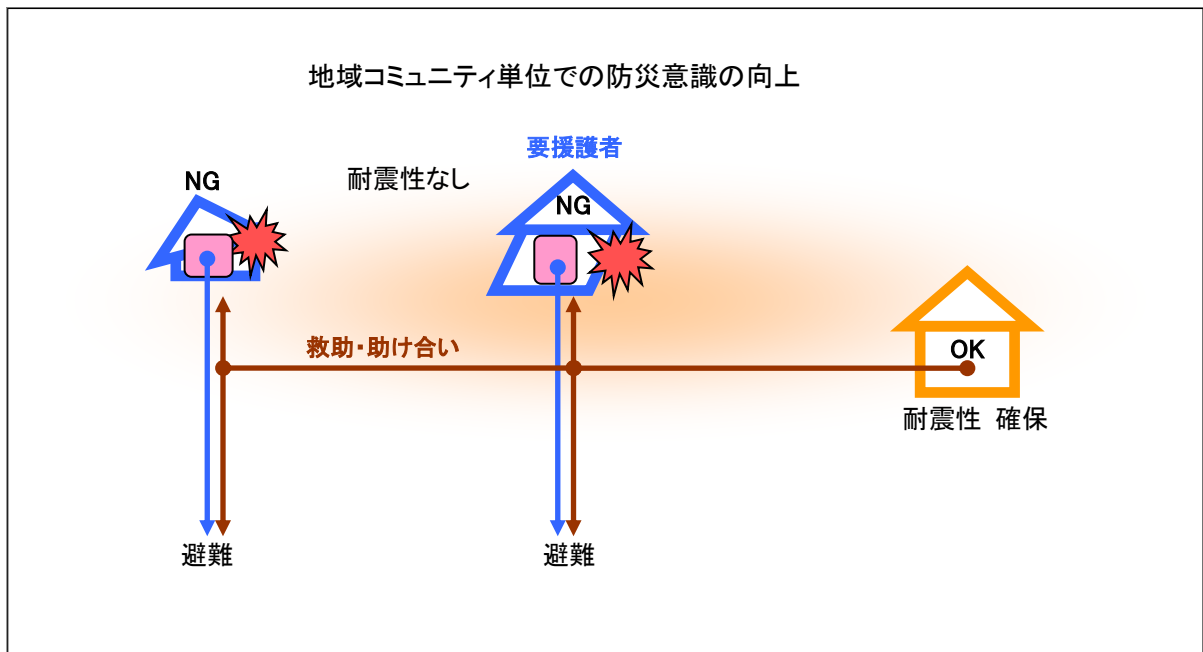 地域コミュニティ単位での防災意識の向上
要援護者
NG
耐震性なし
NG
OK
救助・助け合い
耐震性 確保
避難
避難